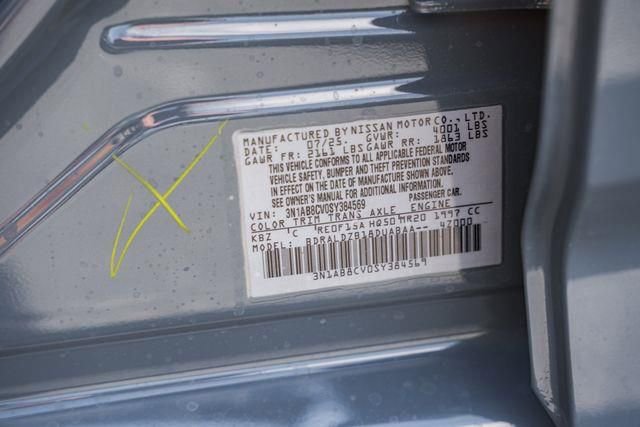 MANUFACTURED BY NISSAN MOTOR CO., LTD.
DATE: 07/25 GVWR: 4001 LBS
GAWR FR: 2161 LBS GAWR RR: 1863 LBS
THIS VEHICLE CONFORMS TO ALL APPLICABLE FEDERAL MOTOR
VEHICLE SAFETY, BUMPER AND THEFT PREVENTION STANDARDS
IN EFFECT ON THE DATE OF MANUFACTURE SHOWN ABOVE.
SEE OWNER'S MANUAL FOR ADDITIONAL INFORMATION.
VIN: 3N1AB8CV0SY384569 PASSENGER CAR.
COLOR TRIM TRANS AXLE ENGINE
KBZ C RE0F15A HQ50 MR20 1997 CC
MODEL: BDRALDZB18DUABAA-- 4Z000
3N1AB8CV0SY384569